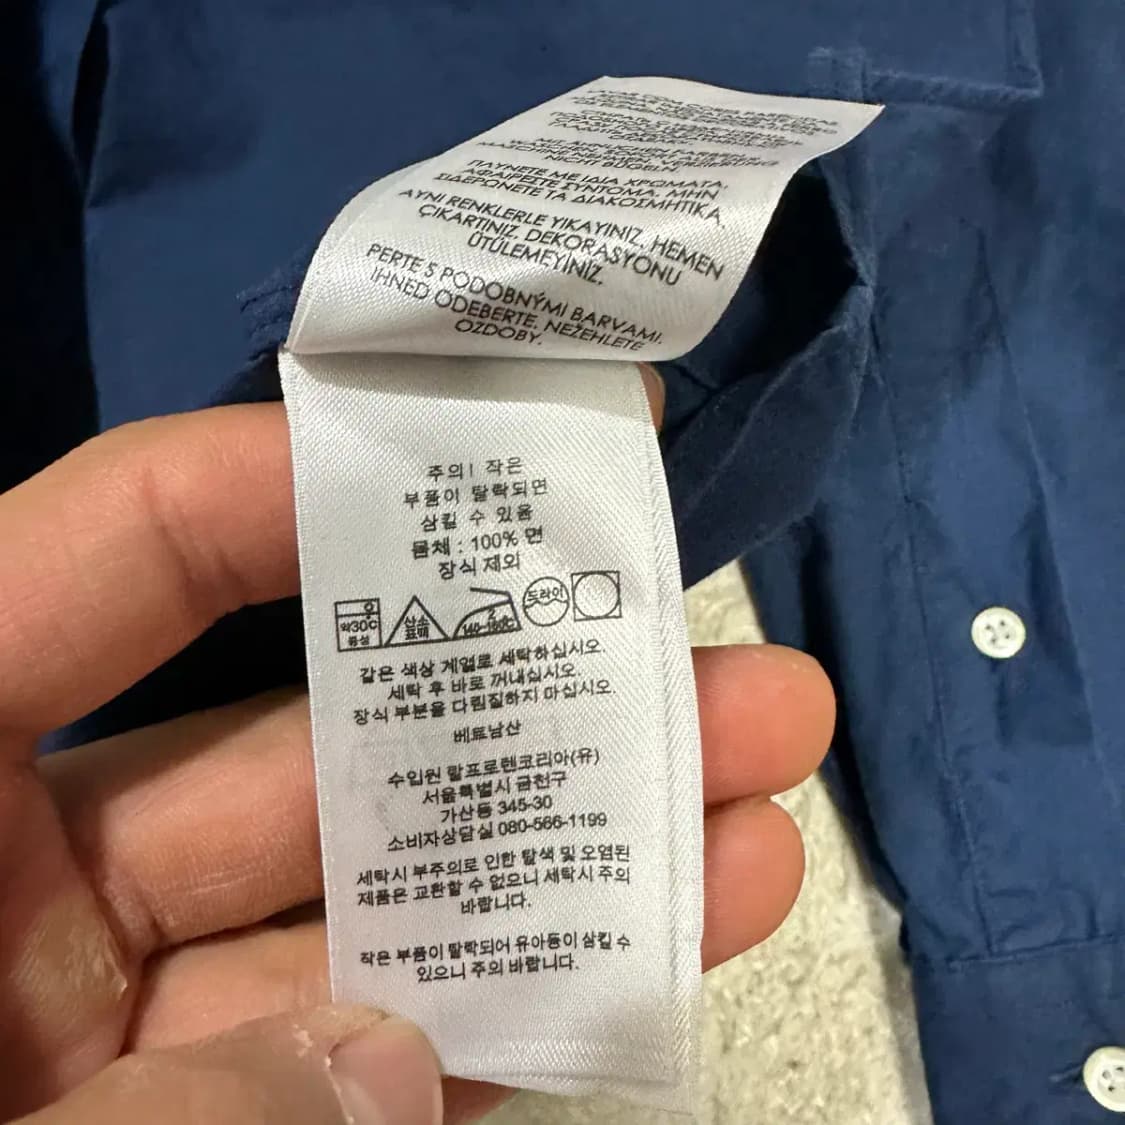 ΠΛΥΝΕΤΕ ΜΕ ΙΔΙΑ ΧΡΩΜΑΤΑ.
ΑΦΑΙΡΕΙΤΕ ΣΥΝΤΟΜΑ. ΜΗΝ
ΣΙΔΕΡΩΝΕΤΕ ΤΑ ΔΙΑΚΟΣΜΗΤΙΚΑ.
AYNI RENKLERLE YIKAYINIZ. HEMEN
ÇIKARTINIZ. DEKORASYONU
ÜTÜLEMEYİNİZ.
PERTE S PODOBNÝMI BARVAMI.
IHNED ODEBERTE. NEŽEHLETE
OZDOBY.
주의! 작은
부품이 탈락되면
삼킬 수 있음
몸체 : 100% 면
장식 제외
약30℃
중성
산소
표백
2
140~160℃
드라이
같은 색상 계열로 세탁하십시오.
세탁 후 바로 꺼내십시오.
장식 부분을 다림질하지 마십시오.
베트남산
수입원 랄프로렌코리아(유)
서울특별시 금천구
가산동 345-30
소비자상담실 080-566-1199
세탁시 부주의로 인한 탈색 및 오염된
제품은 교환할 수 없으니 세탁시 주의
바랍니다.
작은 부품이 탈락되어 유아등이 삼킬 수
있으니 주의 바랍니다.